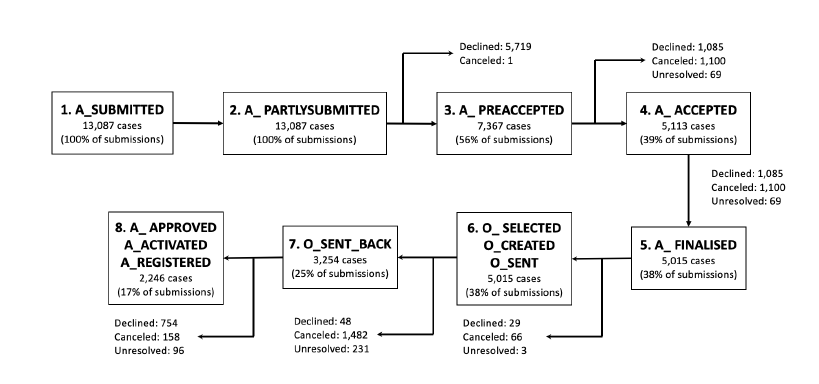 Declined: 5,719
Canceled: 1
Declined: 1,085
Canceled: 1,100
Unresolved: 69
1. A_SUBMITTED
13,087 cases
(100% of submissions)
2. A_ PARTLYSUBMITTED
13,087 cases
(100% of submissions)
3. A_ PREACCEPTED
7,367 cases
(56% of submissions)
4. A_ ACCEPTED
5,113 cases
(39% of submissions)
Declined: 1,085
Canceled: 1,100
Unresolved: 69
8. A_ APPROVED
A_ACTIVATED
A_REGISTERED
2,246 cases
(17% of submissions)
7. O_SENT_BACK
3,254 cases
(25% of submissions)
6. O_ SELECTED
O_CREATED
O_SENT
5,015 cases
(38% of submissions)
5. A_ FINALISED
5,015 cases
(38% of submissions)
Declined: 754
Canceled: 158
Unresolved: 96
Declined: 48
Canceled: 1,482
Unresolved: 231
Declined: 29
Canceled: 66
Unresolved: 3